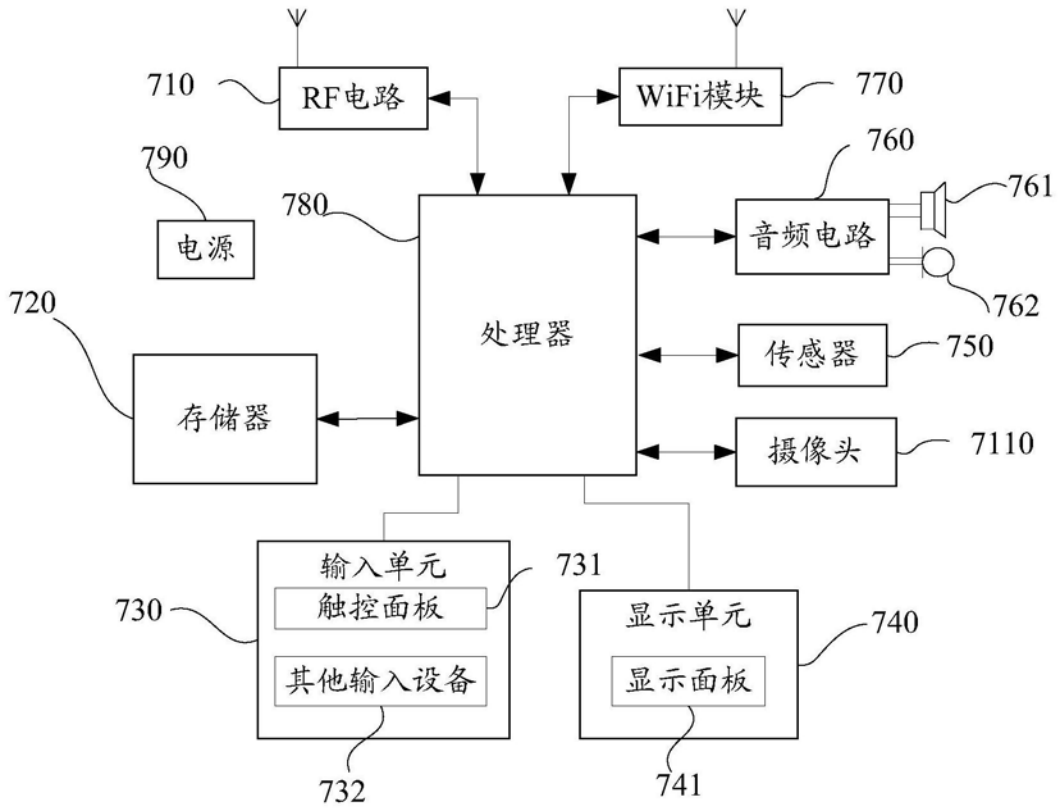 710
RF电路
WiFi模块
770
790
电源
780
760
音频电路
761
762
720
存储器
处理器
传感器
750
摄像头
7110
输入单元
触控面板
731
730
其他输入设备
732
显示单元
740
显示面板
741